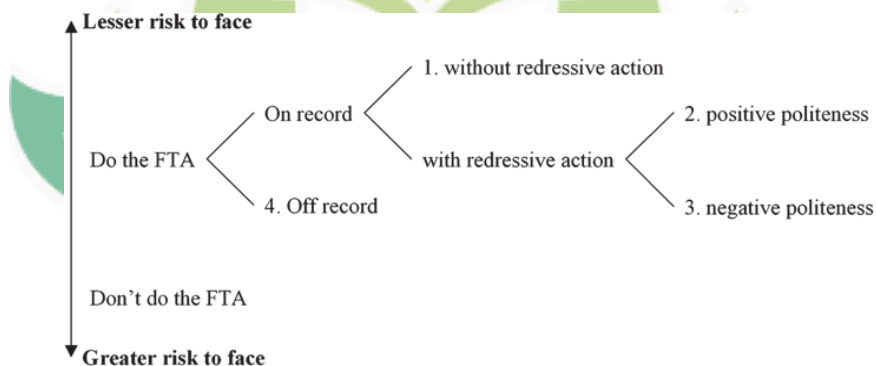 Lesser risk to face
1. without redressive action
On record
2. positive politeness
Do the FTA
with redressive action
4. Off record
3. negative politeness
Don't do the FTA
Greater risk to face